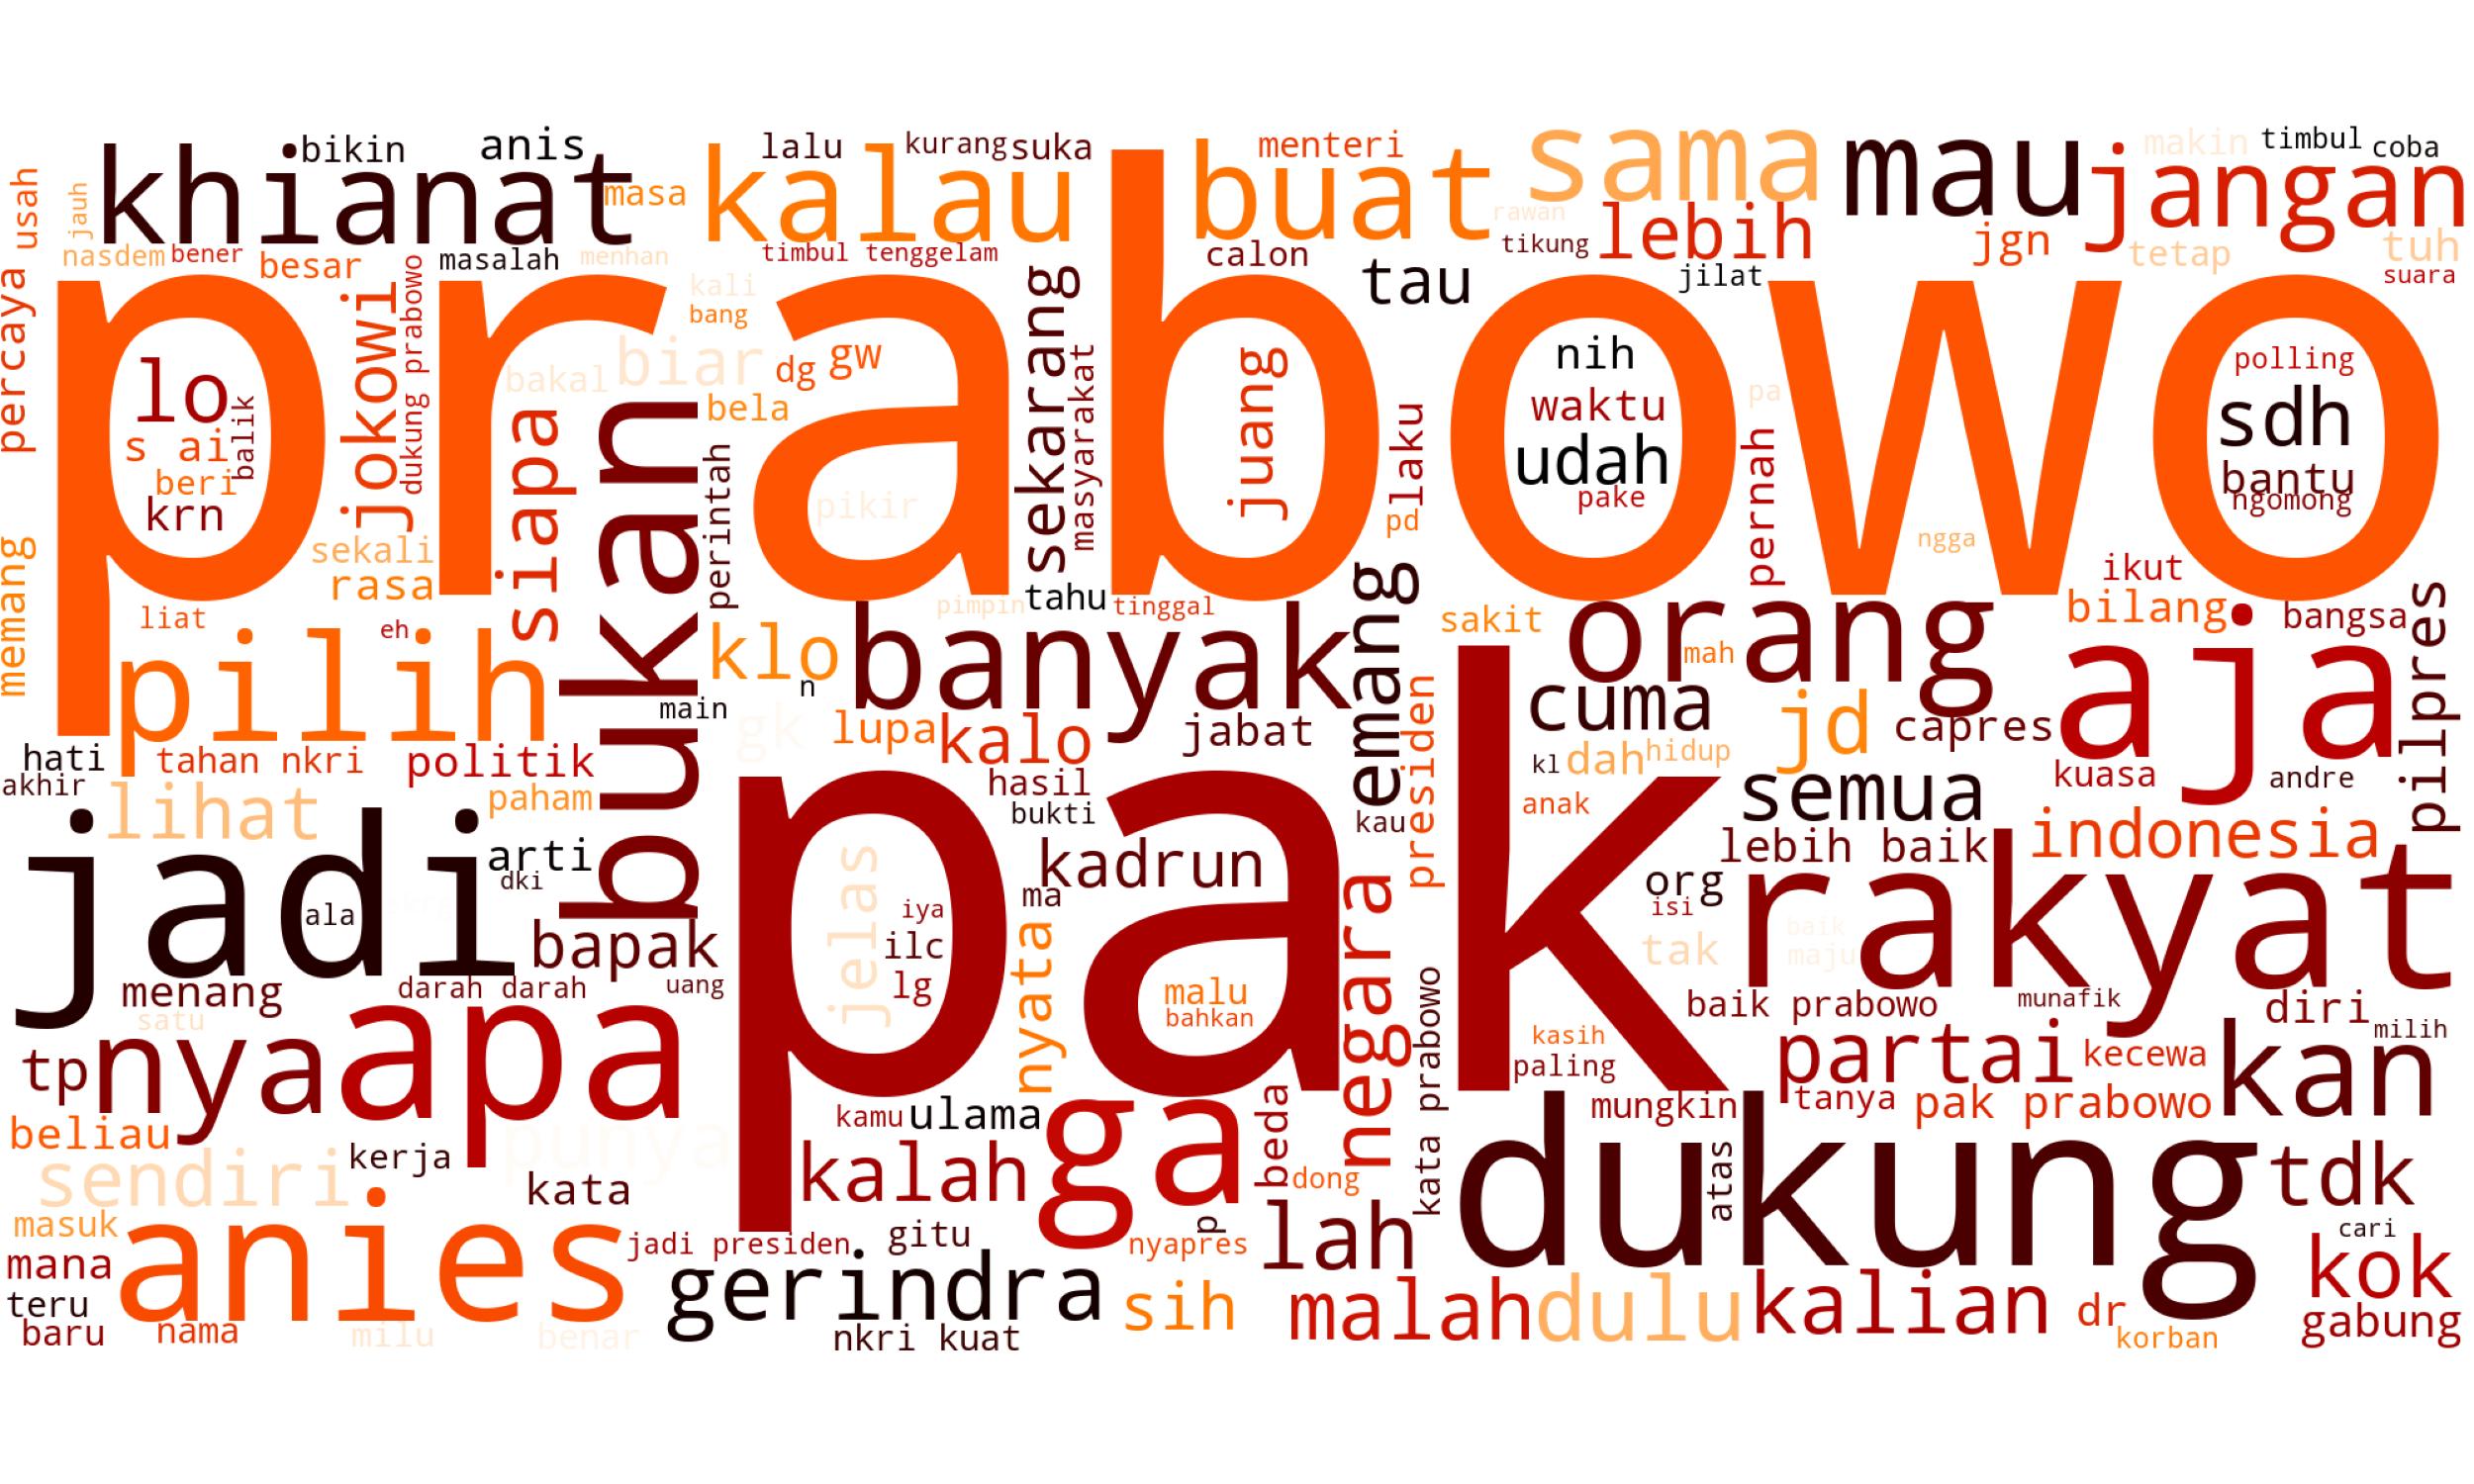 khianat
bikin
anis
lalu
kurang
suka
menteri
sama
mau
makin
timbul
coba
usah
jauh
masa
kalau
buat
rawan
lebih
jangan
nasdem
bener
besar
masalah
menhan
timbul tenggelam
calon
tikung
jgn
tetap
tuh
suara
percaya
jokowi
dukung prabowo
kali
bang
sekarang
tau
jilat
prabowo
lo
s ai
balik
beri
krn
bakal
biar
dg
gw
bela
masyarakat
juang
laku
nih
waktu
udah
pake
pa
pernah
polling
sdh
bantu
ngomong
siapa
bukan
perintah
pikir
pd
ngga
memang
sekali
rasa
liat
eh
pilih
klo
n
main
pimpin
tahu
tinggal
banyak
emang
sakit
orang
mah
ikut
bilang
bangsa
pilpres
gk
lupa
kalo
jabat
presiden
cuma
jd
capres
aja
hati
akhir
tahan nkri
politik
paham
lihat
hasil
bukti
kau
kl
dah
hidup
anak
semua
kuasa
andre
jadi
ala
arti
dki
bapak
pak
jelas
iya
ilc
lg
kadrun
ma
negara
lebih baik
indonesia
org
isi
tak
baik
maju
rakyat
menang
satu
darah darah
uang
nyata
malu
bahkan
kata prabowo
baik prabowo
munafik
diri
milih
tp
nya
apa
kasih
paling
partai
kecewa
kan
beliau
kerja
punya
kamu
ulama
ga
beda
mungkin
tanya
pak prabowo
sendiri
kata
kalah
dong
atas
dukung
tdk
masuk
anies
jadi presiden
gitu
p
nyapres
lah
cari
mana
teru
baru
nama
milu
benar
gerindra
nkri kuat
sih
malah
dulu
kalian
dr
korban
kok
gabung